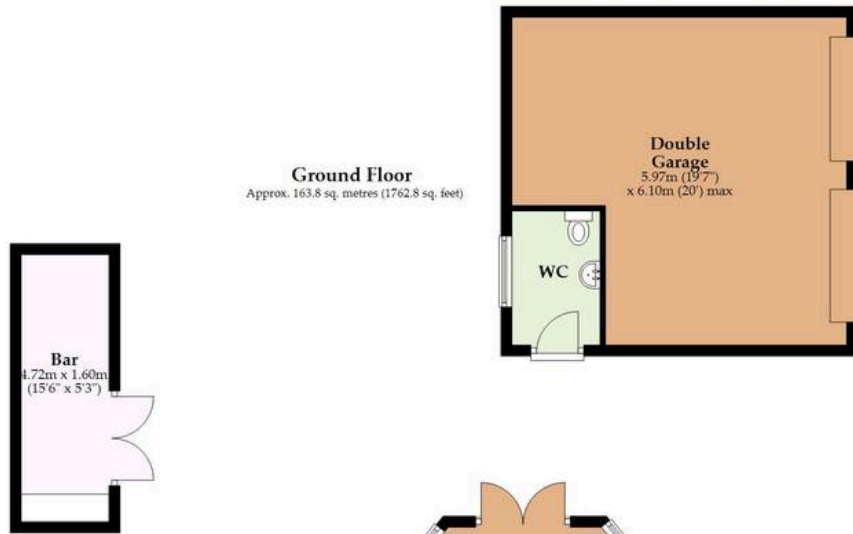 Ground Floor
Approx. 163.8 sq. metres (1762.8 sq. feet)
Double
Garage
5.97m (19'7")
x 6.10m (20') max
WC
Bar
4.72m x 1.60m
(15'6" x 5'3")